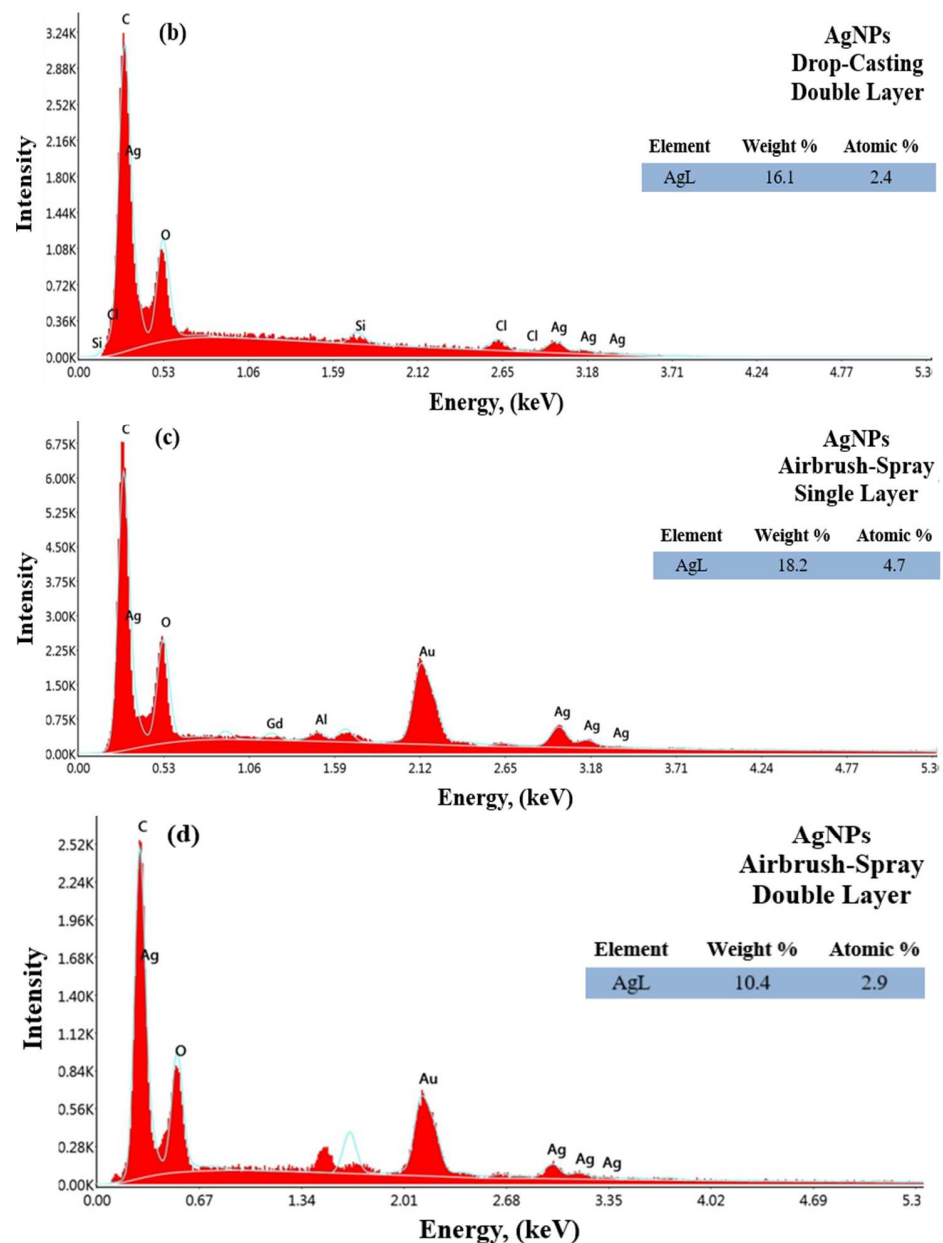 (b)
AgNPs
Drop-Casting
Double Layer
Element Weight % Atomic %
AgL 16.1 2.4
Intensity
3.24K
2.88K
2.52K
2.16K
1.80K
1.44K
1.08K
0.72K
0.36K
0.00K
C
Ag
O
Cl
Si
Si
Cl
Cl
Ag
Ag
Ag
0.00 0.53 1.06 1.59 2.12 2.65 3.18 3.71 4.24 4.77 5.3
Energy, (keV)
(c)
AgNPs
Airbrush-Spray
Single Layer
Element Weight % Atomic %
AgL 18.2 4.7
Intensity
6.75K
6.00K
5.25K
4.50K
3.75K
3.00K
2.25K
1.50K
0.75K
0.00K
C
Ag
O
Gd
Al
Au
Ag
Ag
Ag
0.00 0.53 1.06 1.59 2.12 2.65 3.18 3.71 4.24 4.77 5.3
Energy, (keV)
(d)
AgNPs
Airbrush-Spray
Double Layer
Element Weight % Atomic %
AgL 10.4 2.9
Intensity
2.52K
2.24K
1.96K
1.68K
1.40K
1.12K
0.84K
0.56K
0.28K
0.00K
C
Ag
O
Au
Ag
Ag
Ag
0.00 0.67 1.34 2.01 2.68 3.35 4.02 4.69 5.3
Energy, (keV)